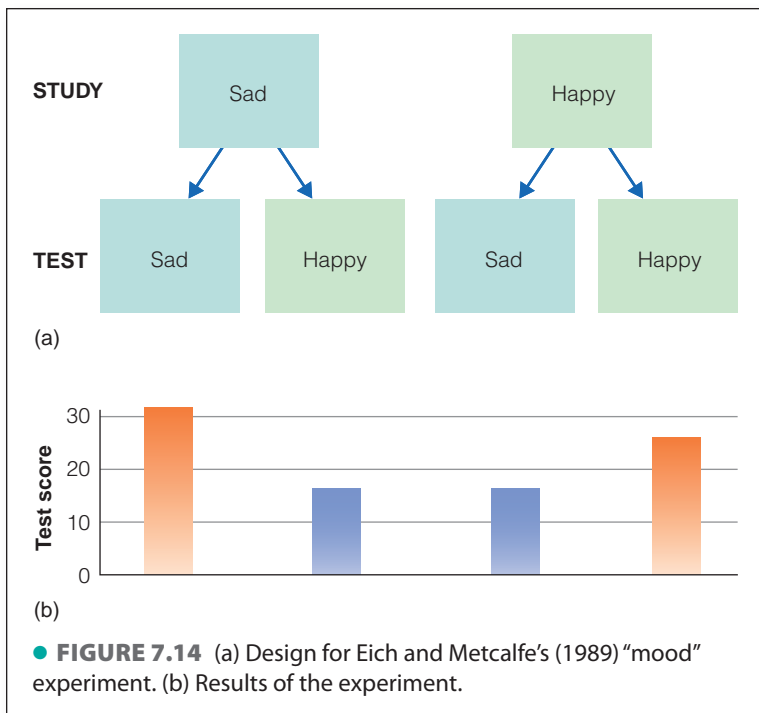 STUDY
Sad
Happy
TEST
Sad
Happy
Sad
Happy
(a)
Test score
30
20
10
0
(b)
● FIGURE 7.14 (a) Design for Eich and Metcalfe’s (1989) “mood”
experiment. (b) Results of the experiment.